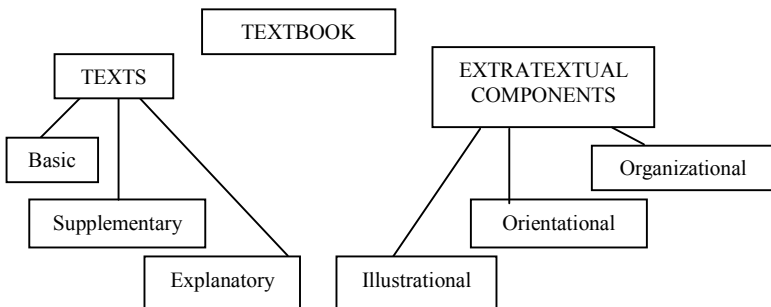 TEXTBOOK
TEXTS
EXTRATEXTUAL
COMPONENTS
Basic
Organizational
Supplementary
Orientational
Explanatory
Illustrational